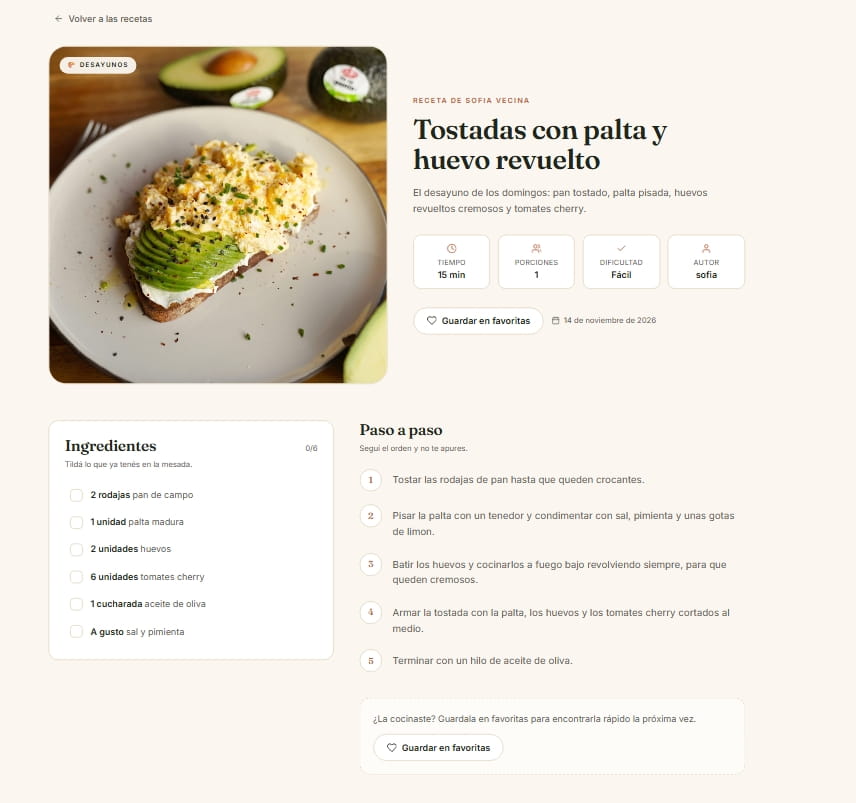 Volver a las recetas
DESAYUNOS
RECETA DE SOFIA VECINA
Tostadas con palta y
huevo revuelto
El desayuno de los domingos: pan tostado, palta pisada, huevos
revueltos cremosos y tomates cherry.
TIEMPO
15 min
PORCIONES
1
DIFICULTAD
Fácil
AUTOR
sofia
Guardar en favoritas
14 de noviembre de 2026
Ingredientes
0/6
Tildá lo que ya tenés en la mesada.
2 rodajas pan de campo
1 unidad palta madura
2 unidades huevos
6 unidades tomates cherry
1 cucharada aceite de oliva
A gusto sal y pimienta
Paso a paso
Seguí el orden y no te apures.
1 Tostar las rodajas de pan hasta que queden crocantes.
2 Pisar la palta con un tenedor y condimentar con sal, pimienta y unas gotas
de limon.
3 Batir los huevos y cocinarlos a fuego bajo revolviendo siempre, para que
queden cremosos.
4 Armar la tostada con la palta, los huevos y los tomates cherry cortados al
medio.
5 Terminar con un hilo de aceite de oliva.
¿La cocinaste? Guardala en favoritas para encontrarla rápido la próxima vez.
Guardar en favoritas